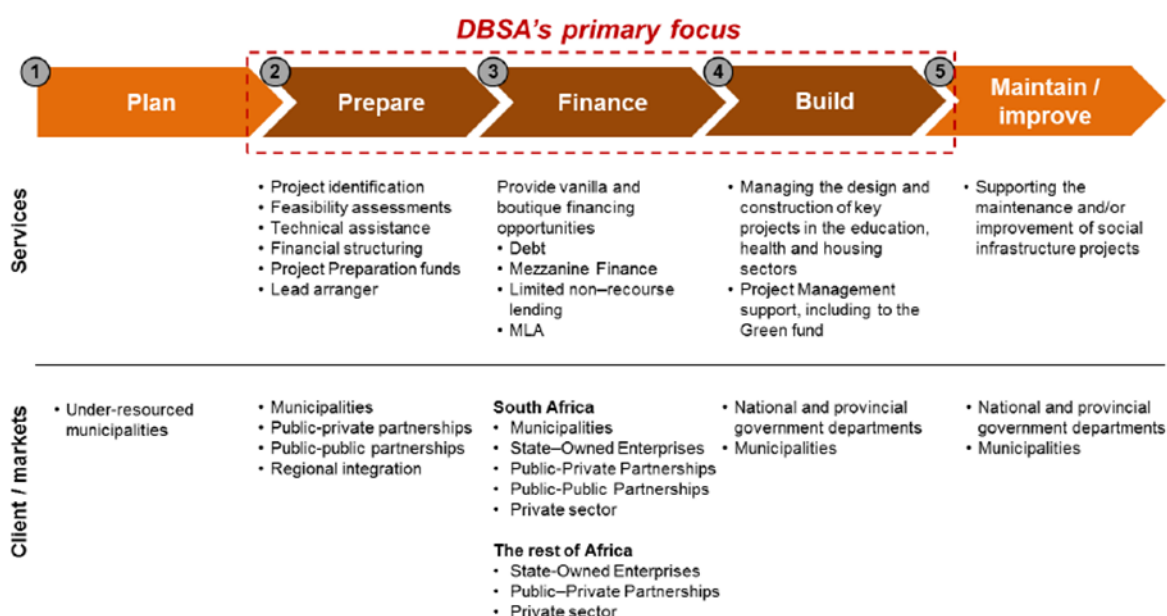 DBSA's primary focus
1
Plan
2
Prepare
3
Finance
4
Build
5
Maintain /
improve
Services
• Project identification
• Feasibility assessments
• Technical assistance
• Financial structuring
• Project Preparation funds
• Lead arranger
Provide vanilla and
boutique financing
opportunities
• Debt
• Mezzanine Finance
• Limited non–recourse
lending
• MLA
• Managing the design and
construction of key
projects in the education,
health and housing
sectors
• Project Management
support, including to the
Green fund
• Supporting the
maintenance and/or
improvement of social
infrastructure projects
Client / markets
• Under-resourced
municipalities
• Municipalities
• Public-private partnerships
• Public-public partnerships
• Regional integration
South Africa
• Municipalities
• State–Owned Enterprises
• Public-Private Partnerships
• Public-Public Partnerships
• Private sector
The rest of Africa
• State-Owned Enterprises
• Public–Private Partnerships
• Private sector
• National and provincial
government departments
• Municipalities
• National and provincial
government departments
• Municipalities